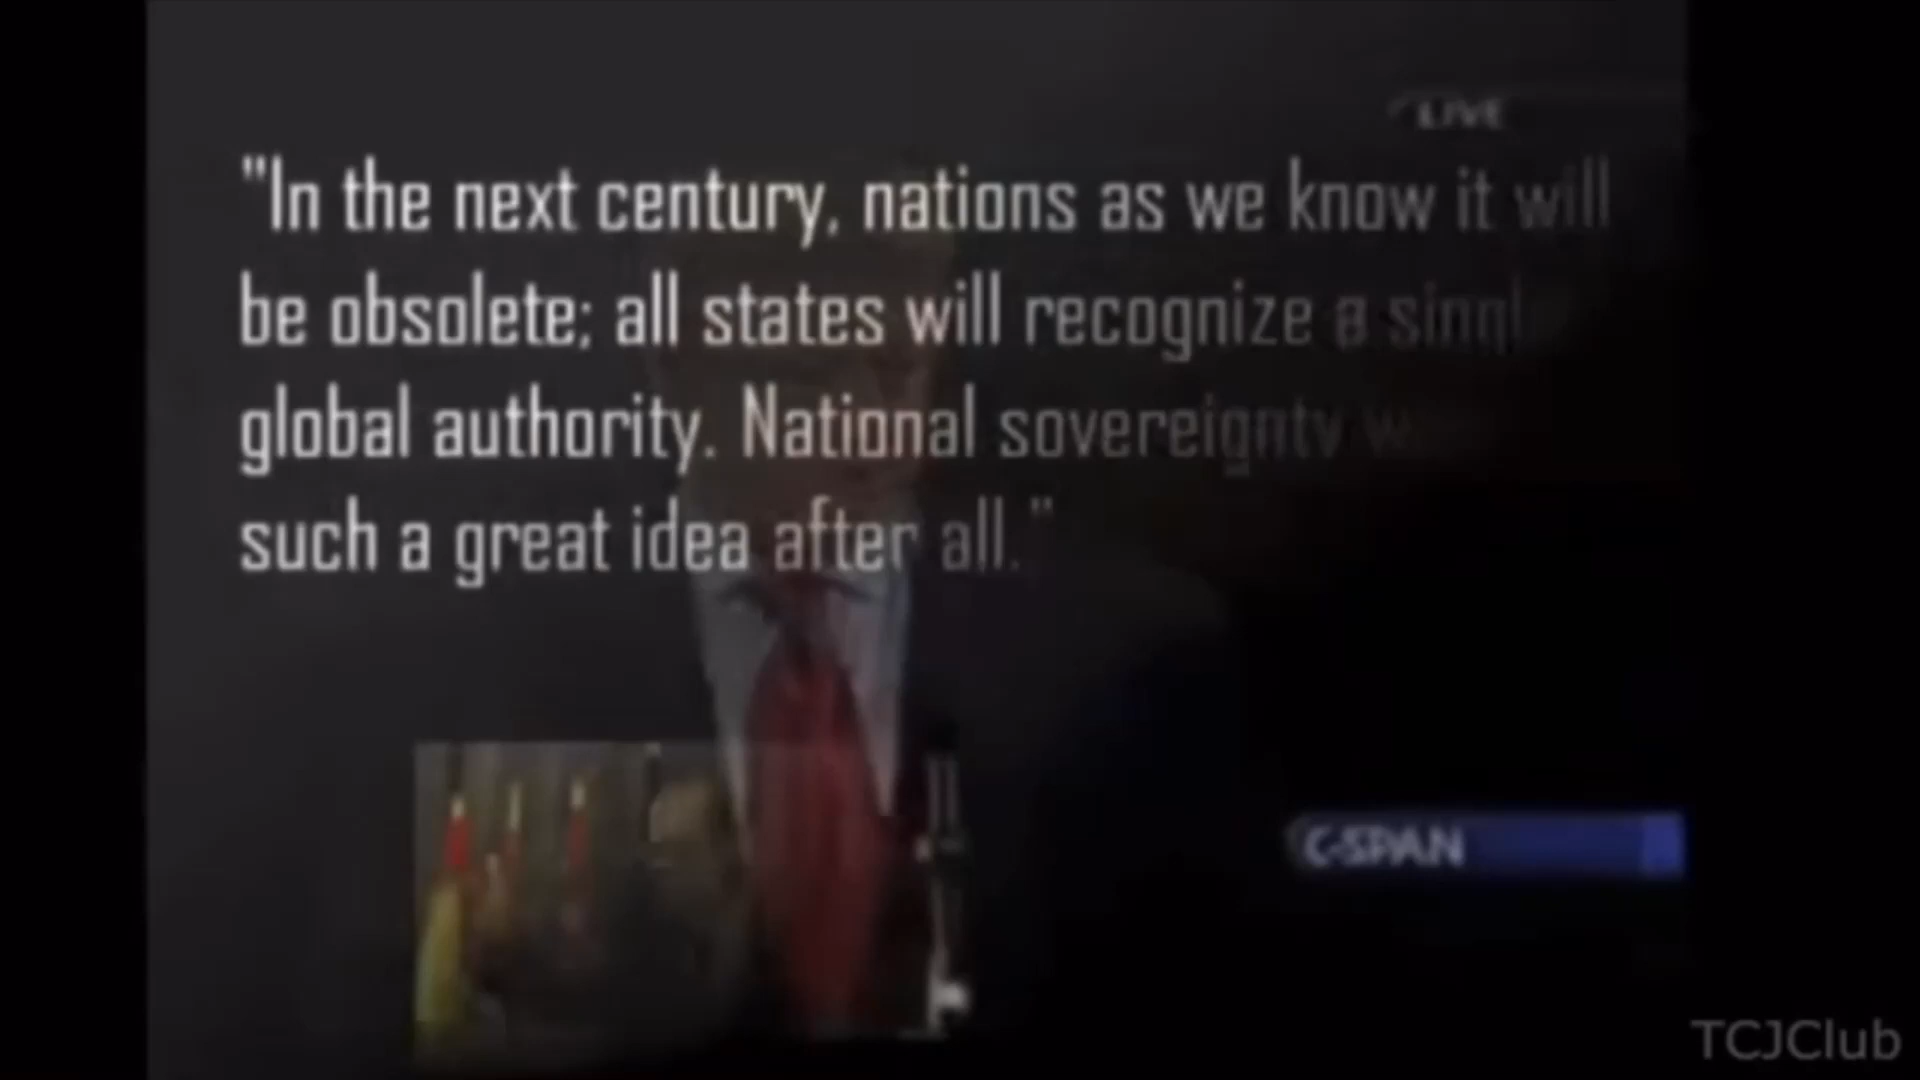 LIVE
"In the next century, nations as we know it will
be obsolete; all states will recognize a single
global authority. National sovereignty
such a great idea after all."
C-SPAN
TCJClub